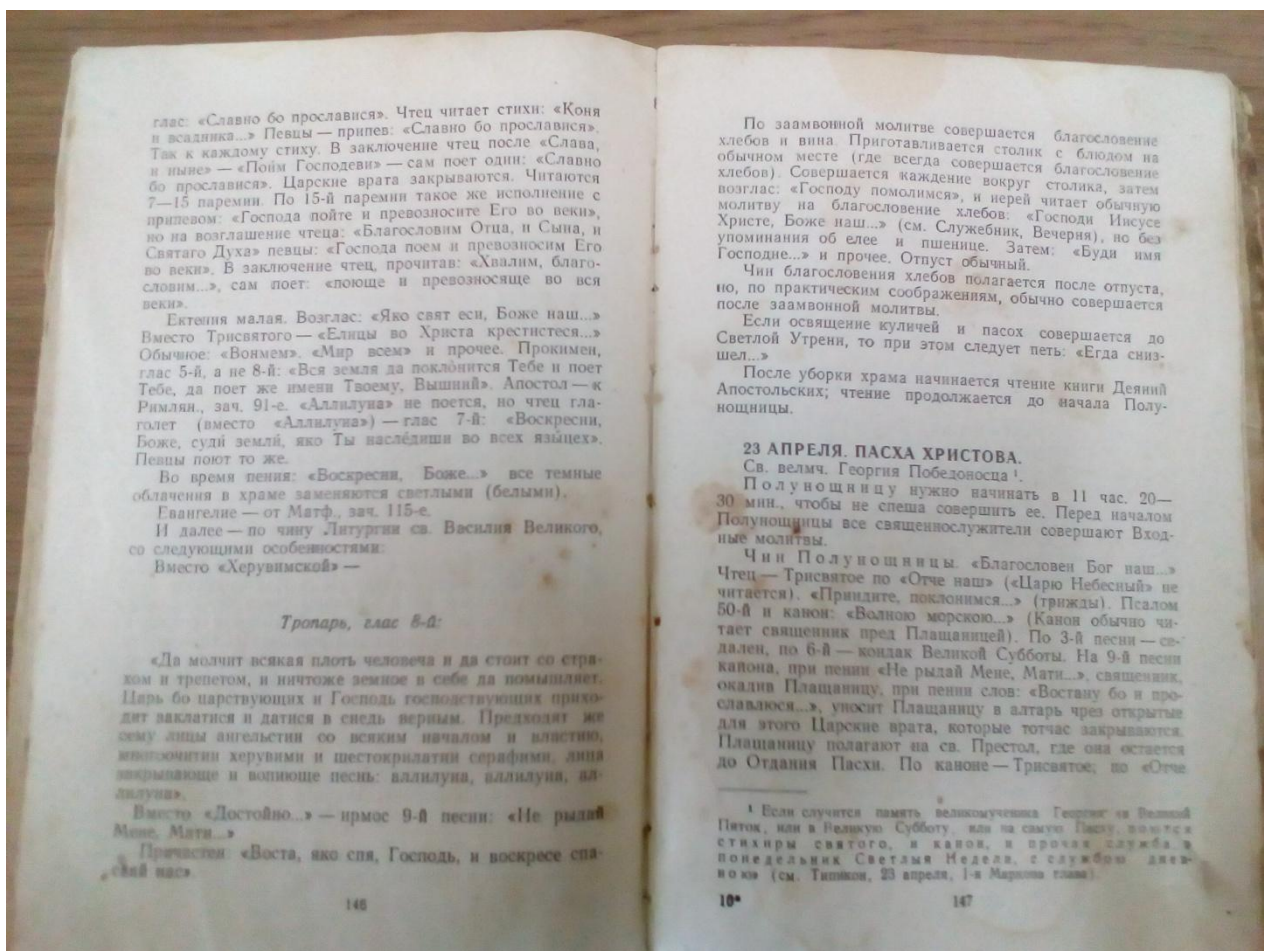 глас: «Славно бо прославися». Чтец читает стихи: «Коня
и всадника...» Певцы — припев: «Славно бо прославися».
Так к каждому стиху. В заключение чтец после «Слава,
и ныне» — «Поим Господеви» — сам поет один: «Славно
бо прославися». Царские врата закрываются. Читаются
7—15 паремии. По 15-й паремии такое же исполнение с
припевом: «Господа пойте и превозносите Его во веки»,
но на возглашение чтеца: «Благословим Отца, и Сына, и
Святаго Духа» певцы: «Господа поем и превозносим Его
во веки». В заключение чтец, прочитав: «Хвалим, благо-
словим...», сам поет: «поюще и превозносяще во вся
веки».
Ектения малая. Возглас: «Яко свят еси, Боже наш...»
Вместо Трисвятого — «Елицы во Христа крестистеся...»
Обычное: «Вонмем». «Мир всем» и прочее. Прокимен,
глас 5-й, а не 8-й: «Вся земля да поклонится Тебе и поет
Тебе, да поет же имени Твоему, Вышний». Апостол — к
Римлян., зач. 91-е. «Аллилуиа» не поется, но чтец гла-
голет (вместо «Аллилуиа») — глас 7-й: «Воскресни,
Боже, суди́ земли́, яко Ты насле́диши во всех язы́цех».
Певцы поют то же.
Во время пения: «Воскресни, Боже...» все темные
облачения в храме заменяются светлыми (белыми).
Евангелие — от Матф., зач. 115-е.
И далее — по чину Литургии св. Василия Великого,
со следующими особенностями:
Вместо «Херувимской» —
Тропарь, глас 8-й:
«Да молчит всякая плоть человеча и да стоит со стра-
хом и трепетом, и ничтоже земное в себе да помышляет.
Царь бо царствующих и Господь господствующих прихо-
дит заклатися и датися в снедь верным. Предходят же
сему лицы ангельстии со всяким началом и властию,
многоочитии херувими и шестокрилатии серафими, лица
закрывающе и вопиюще песнь: аллилуиа, аллилуиа, ал-
лилуиа».
Вместо «Достойно...» — ирмос 9-й песни: «Не рыдай
Мене, Мати...»
Причастен: «Воста, яко спя, Господь, и воскресе спа-
саяй нас».
146
По заамвонной молитве совершается благословение
хлебов и вина. Приготавливается столик с блюдом на
обычном месте (где всегда совершается благословение
хлебов). Совершается каждение вокруг столика, затем
возглас: «Господу помолимся», и иерей читает обычную
молитву на благословение хлебов: «Господи Иисусе
Христе, Боже наш...» (см. Служебник, Вечерня), но без
упоминания об елее и пшенице. Затем: «Буди имя
Господне...» и прочее. Отпуст обычный.
Чин благословения хлебов полагается после отпуста,
но, по практическим соображениям, обычно совершается
после заамвонной молитвы.
Если освящение куличей и пасох совершается до
Светлой Утрени, то при этом следует петь: «Егда сниз-
шел...»
После уборки храма начинается чтение книги Деяний
Апостольских; чтение продолжается до начала Полу-
нощницы.
23 АПРЕЛЯ. ПАСХА ХРИСТОВА.
Св. велмч. Георгия Победоносца ¹.
Полунощницу нужно начинать в 11 час. 20—
30 мин., чтобы не спеша совершить ее. Перед началом
Полунощницы все священнослужители совершают Вход-
ные молитвы.
Чин Полунощницы. «Благословен Бог наш...»
Чтец — Трисвятое по «Отче наш» («Царю Небесный» не
читается). «Приидите, поклонимся...» (трижды). Псалом
50-й и канон: «Волною морскою...» (Канон обычно чи-
тает священник пред Плащаницей). По 3-й песни — се-
дален, по 6-й — кондак Великой Субботы. На 9-й песни
канона, при пении «Не рыдай Мене, Мати...», священник,
окадив Плащаницу, при пении слов: «Востану бо и про-
славлюся...», уносит Плащаницу в алтарь чрез открытые
для этого Царские врата, которые тотчас закрываются.
Плащаницу полагают на св. Престол, где она остается
до Отдания Пасхи. По каноне — Трисвятое; по «Отче
¹ Если случится память великомученика Георгия «в Великий
Пяток, или в Великую Субботу, или на самую Пасху, поются
стихиры святого, и канон, и прочая служба в
понедельник Светлыя Недели, с службою днев-
ною» (см. Типикон, 23 апреля, 1-я Маркова глава).
10*
147